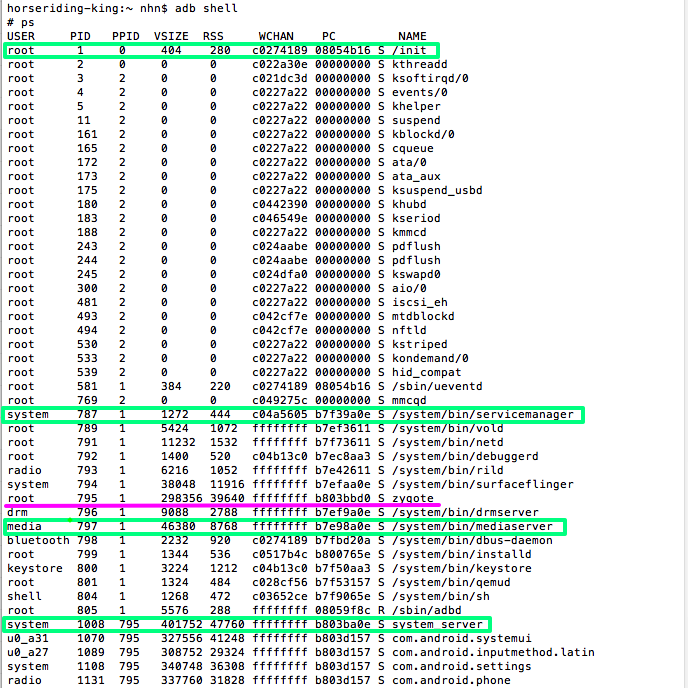 horseriding-king:~ nhn$ adb shell
# ps
USER PID PPID VSIZE RSS WCHAN PC NAME
root 1 0 404 280 c0274189 08054b16 S /init
root 2 0 0 0 c022a30e 00000000 S kthreadd
root 3 2 0 0 c021dc3d 00000000 S ksoftirqd/0
root 4 2 0 0 c0227a22 00000000 S events/0
root 5 2 0 0 c0227a22 00000000 S khelper
root 11 2 0 0 c0227a22 00000000 S suspend
root 161 2 0 0 c0227a22 00000000 S kblockd/0
root 165 2 0 0 c0227a22 00000000 S cqueue
root 172 2 0 0 c0227a22 00000000 S ata/0
root 173 2 0 0 c0227a22 00000000 S ata_aux
root 175 2 0 0 c0227a22 00000000 S ksuspend_usbd
root 180 2 0 0 c0442390 00000000 S khubd
root 183 2 0 0 c046549e 00000000 S kseriod
root 188 2 0 0 c0227a22 00000000 S kmmcd
root 243 2 0 0 c024aabe 00000000 S pdflush
root 244 2 0 0 c024aabe 00000000 S pdflush
root 245 2 0 0 c024dfa0 00000000 S kswapd0
root 300 2 0 0 c0227a22 00000000 S aio/0
root 481 2 0 0 c0227a22 00000000 S iscsi_eh
root 493 2 0 0 c042cf7e 00000000 S mtdblockd
root 494 2 0 0 c042cf7e 00000000 S nftld
root 530 2 0 0 c0227a22 00000000 S kstriped
root 533 2 0 0 c0227a22 00000000 S kondemand/0
root 539 2 0 0 c0227a22 00000000 S hid_compat
root 581 1 384 220 c0274189 08054b16 S /sbin/ueventd
root 769 2 0 0 c049275c 00000000 S mmcqd
system 787 1 1272 444 c04a5605 b7f39a0e S /system/bin/servicemanager
root 789 1 5424 1072 ffffffff b7ef3611 S /system/bin/vold
root 791 1 11232 1532 ffffffff b7f73611 S /system/bin/netd
root 792 1 1400 520 c04b13c0 b7ec8aa3 S /system/bin/debuggerd
radio 793 1 6216 1052 ffffffff b7e42611 S /system/bin/rild
system 794 1 38048 11916 ffffffff b7efaa0e S /system/bin/surfaceflinger
root 795 1 298356 39640 ffffffff b803bbd0 S zygote
drm 796 1 9088 2788 ffffffff b7ef9a0e S /system/bin/drmserver
media 797 1 46380 8768 ffffffff b7e98a0e S /system/bin/mediaserver
bluetooth 798 1 2232 920 c0274189 b7fbd20a S /system/bin/dbus-daemon
root 799 1 1344 536 c0517b4c b800765e S /system/bin/installd
keystore 800 1 3224 1212 c04b13c0 b7f50aa3 S /system/bin/keystore
root 801 1 1324 484 c028cf56 b7f53157 S /system/bin/qemud
shell 804 1 1268 472 c03652ce b7f9065e S /system/bin/sh
root 805 1 5576 288 ffffffff 08059f8c R /sbin/adbd
system 1008 795 401752 47760 ffffffff b803ba0e S system_server
u0_a31 1070 795 327556 41248 ffffffff b803d157 S com.android.systemui
u0_a27 1089 795 308752 29324 ffffffff b803d157 S com.android.inputmethod.latin
system 1108 795 340748 36308 ffffffff b803d157 S com.android.settings
radio 1131 795 337760 31828 ffffffff b803d157 S com.android.phone